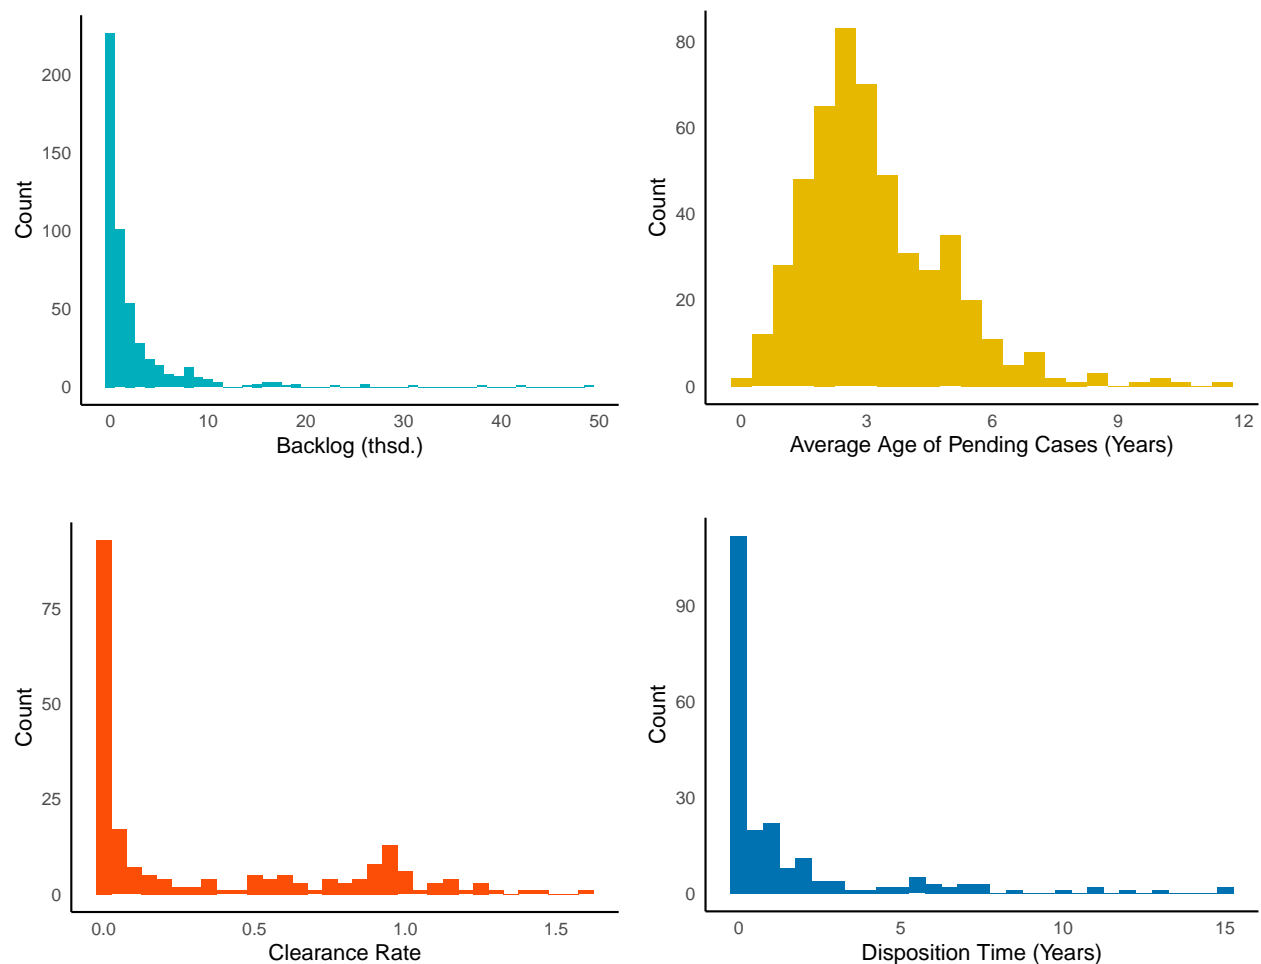 Count
200
150
100
50
0
0 10 20 30 40 50
Backlog (thsd.)
Count
80
60
40
20
0
0 3 6 9 12
Average Age of Pending Cases (Years)
Count
75
50
25
0
0.0 0.5 1.0 1.5
Clearance Rate
Count
90
60
30
0
0 5 10 15
Disposition Time (Years)